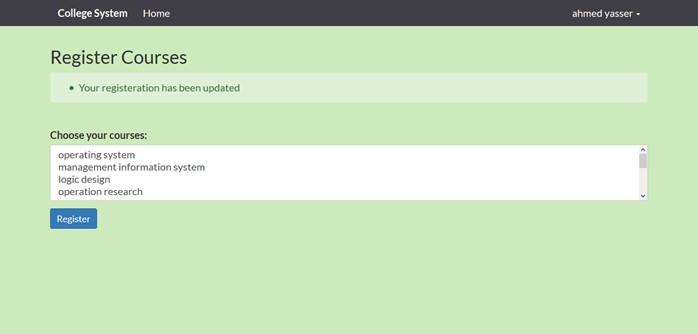 College System Home ahmed yasser
Register Courses
Your registeration has been updated
Choose your courses:
operating system
management information system
logic design
operation research
Register